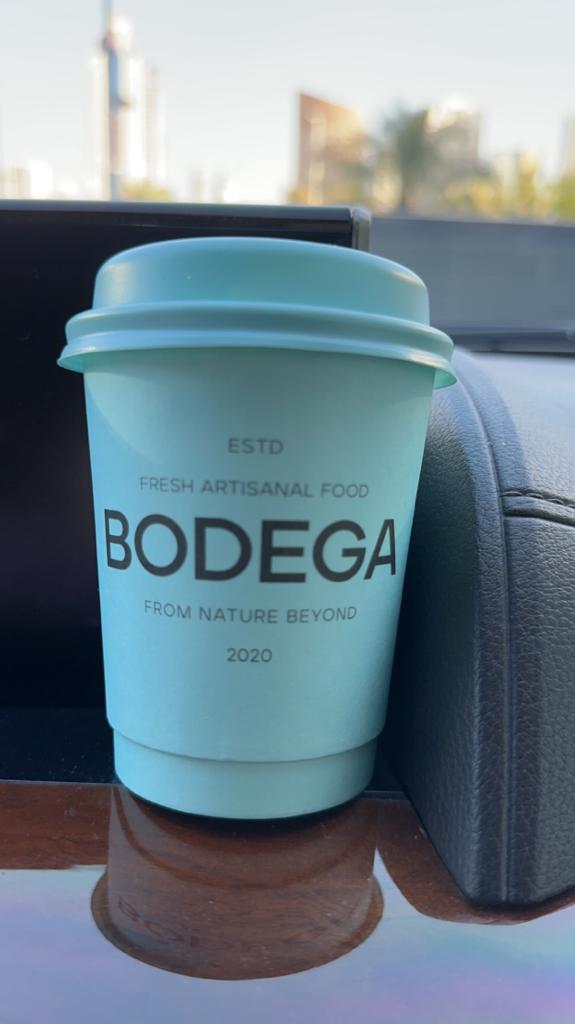 ESTD
FRESH ARTISANAL FOOD
BODEGA
FROM NATURE BEYOND
2020